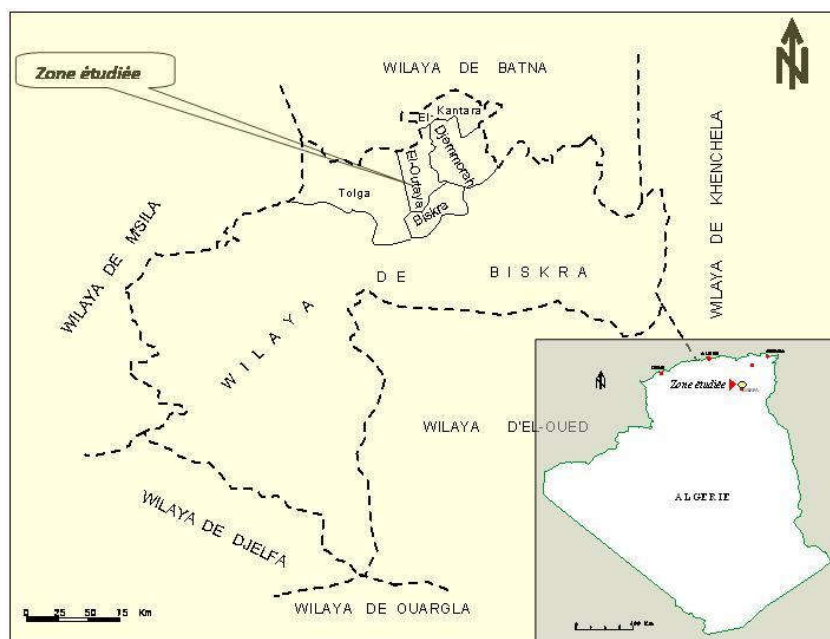 Zone étudiée
WILAYA DE BATNA
N
El-Kantara
Djemmorah
El-Outaya
Tolga
Biskra
WILAYA DE KHENCHELA
WILAYA DE M'SILA
WILAYA DE BISKRA
WILAYA D'EL-OUED
WILAYA DE DJELFA
WILAYA DE OUARGLA
0 25 50 75 Km
N
ALGER
Zone étudiée
ALGERIE